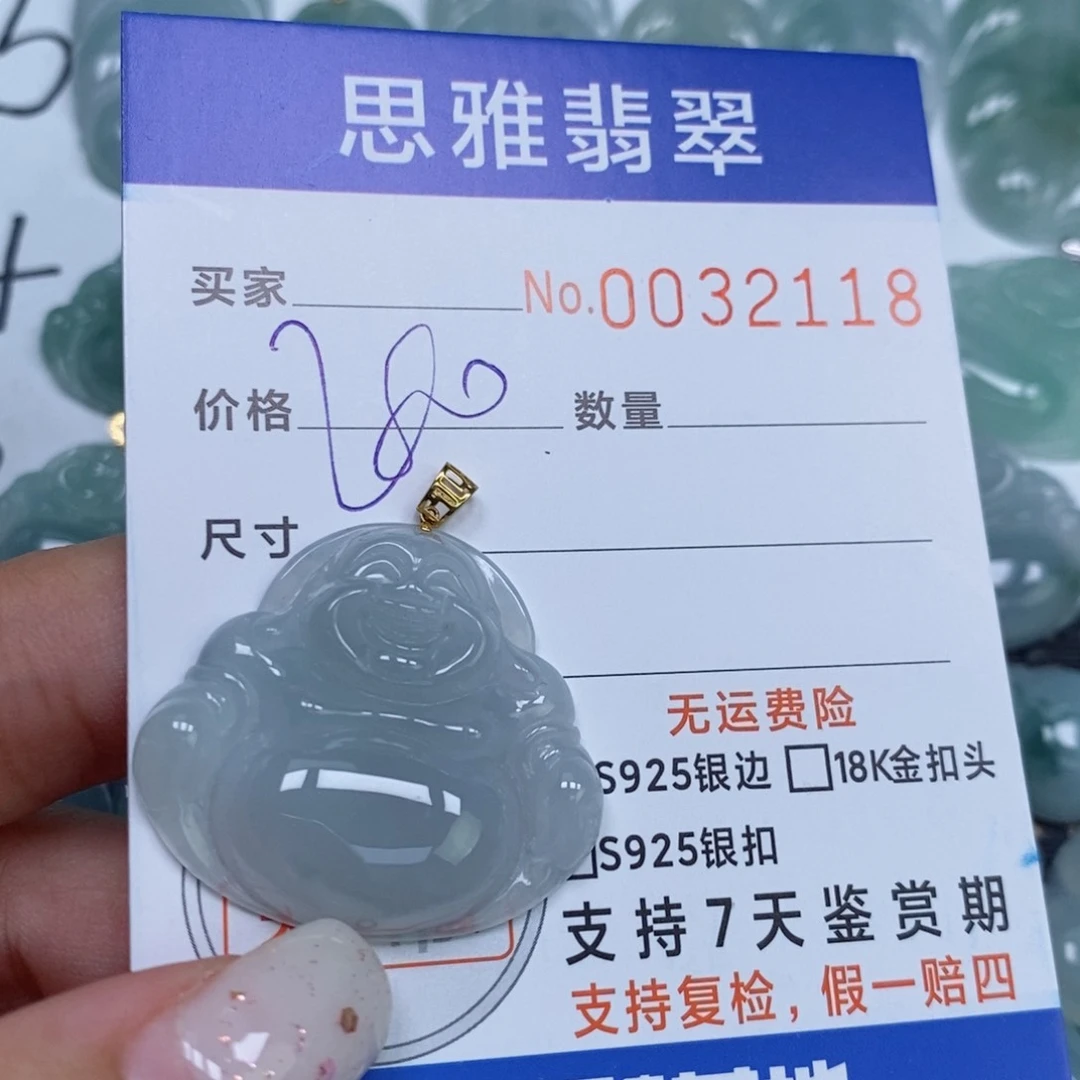 思雅翡翠
买家 No.0032118
价格 数量
尺寸
无运费险
S925银边 18K金扣头
S925银扣
支持7天鉴赏期
支持复检，假一赔四